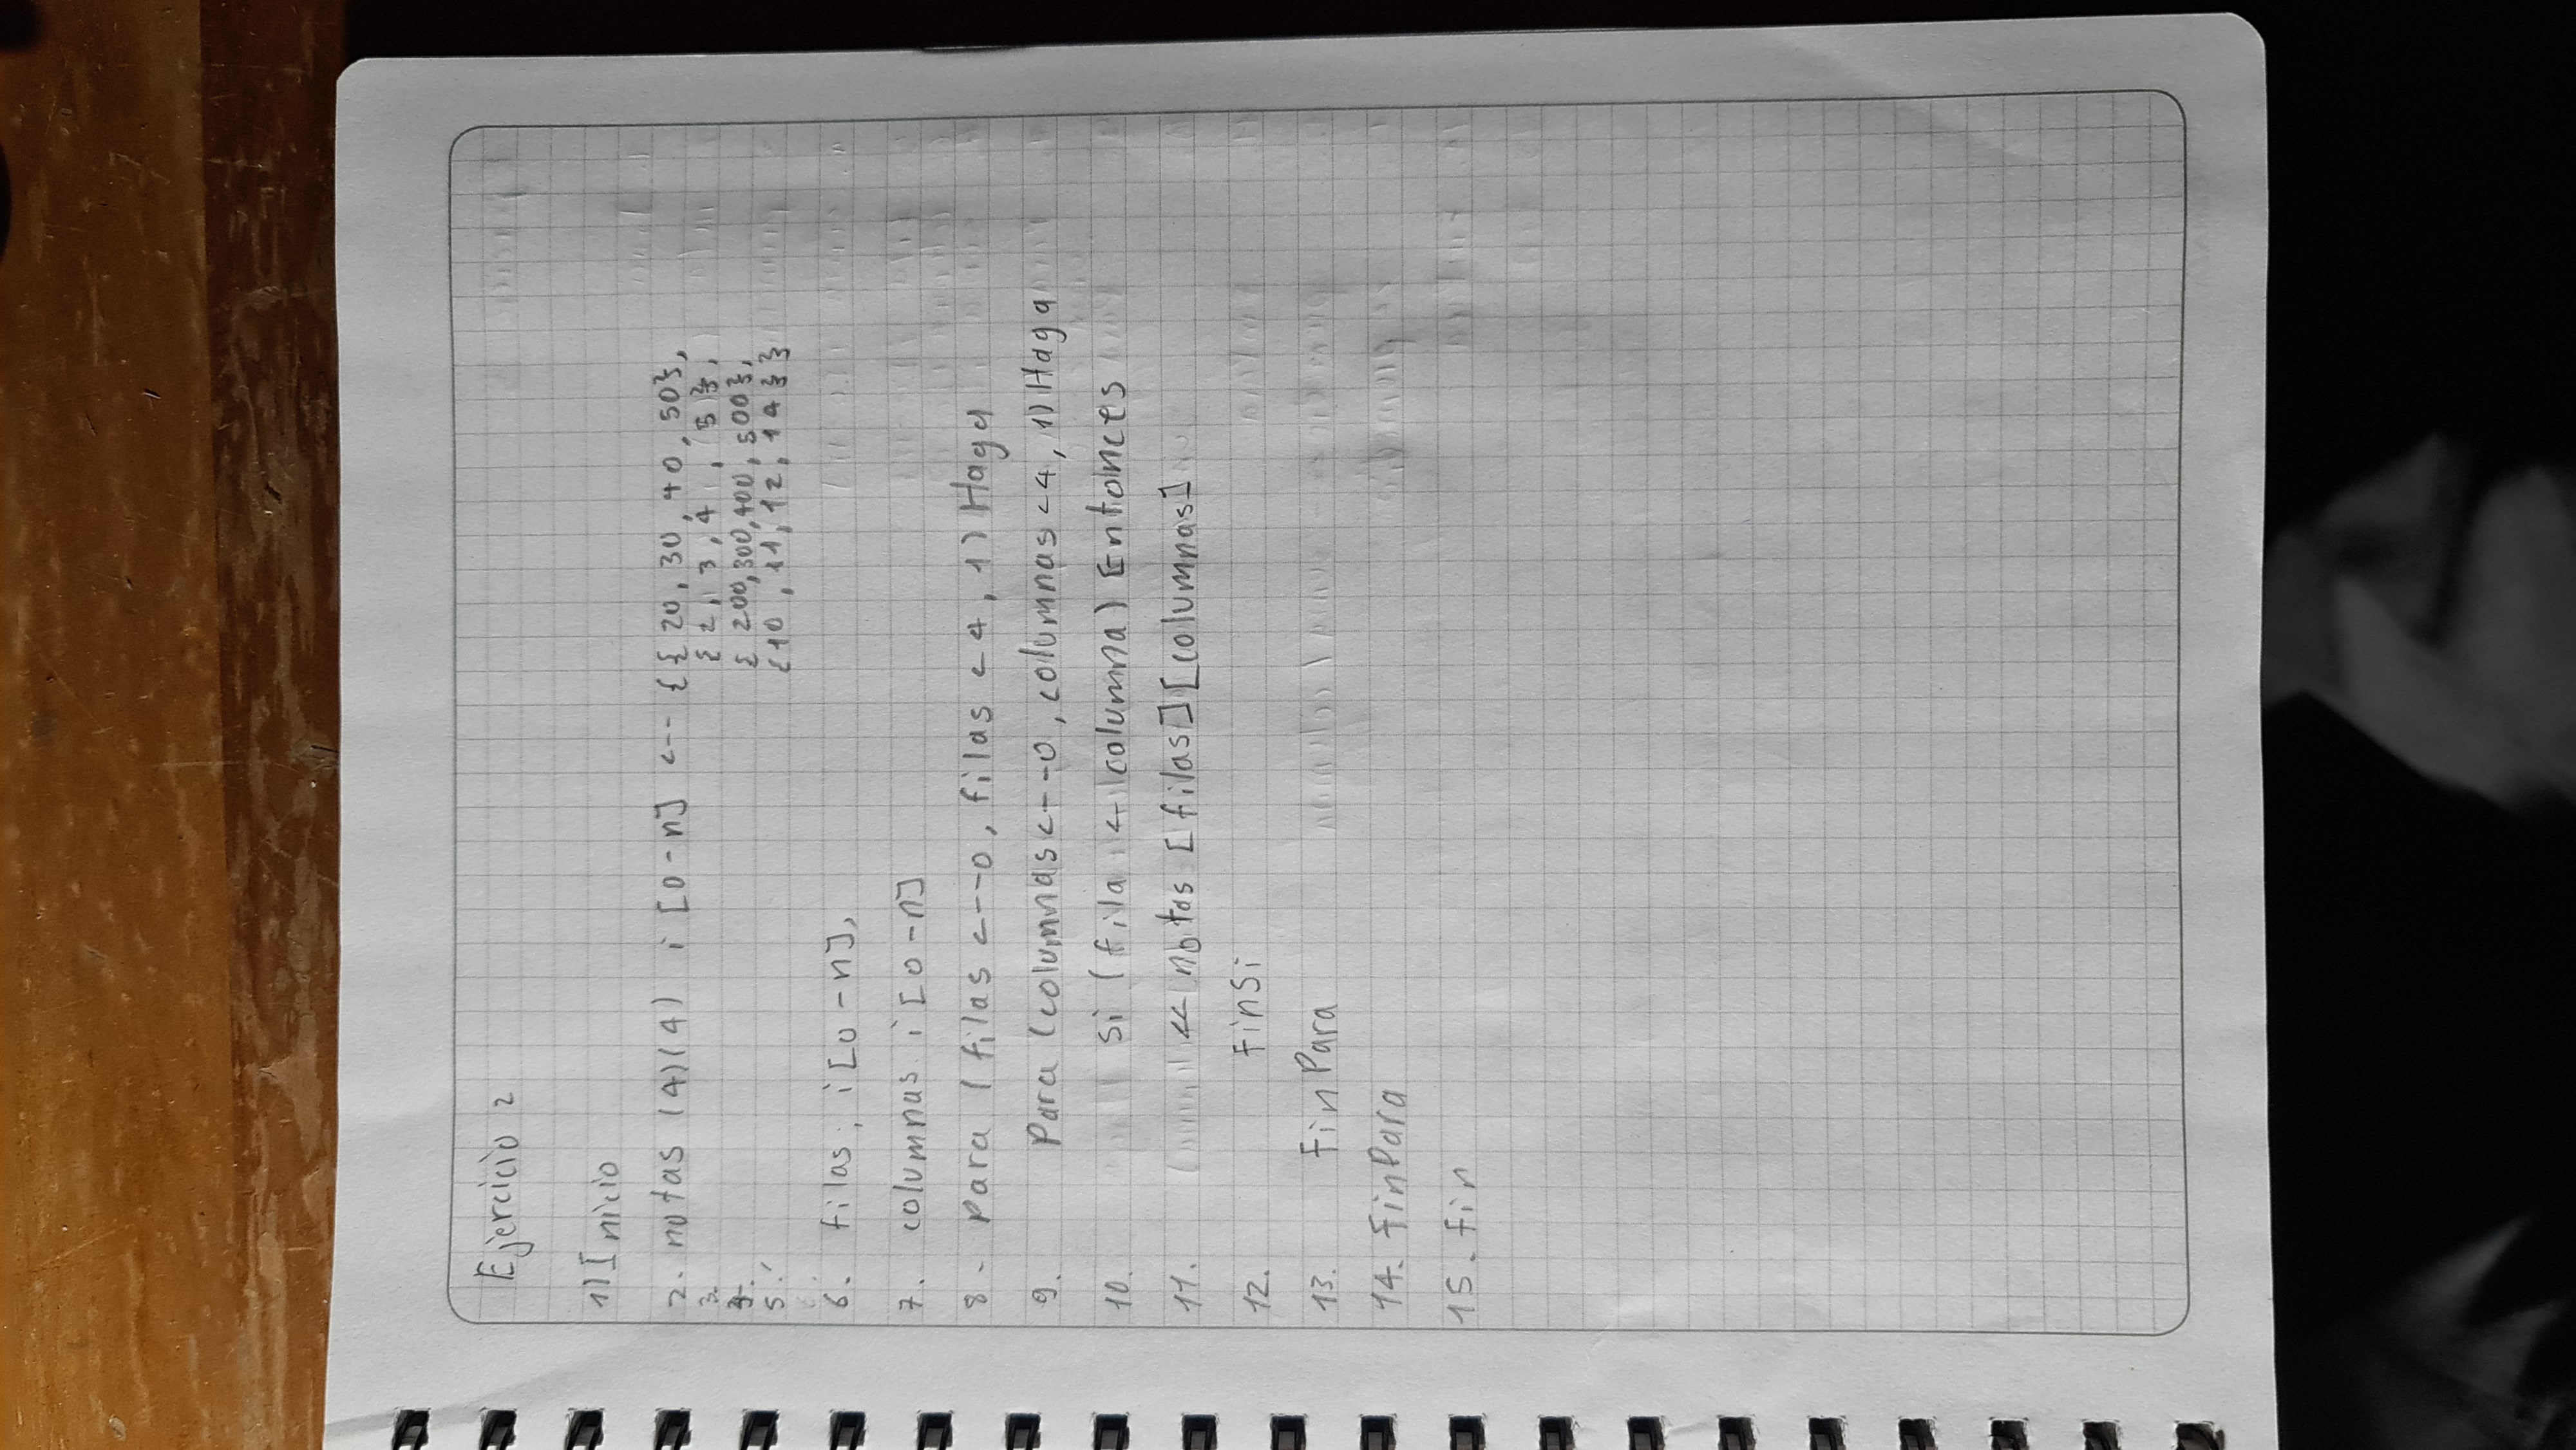 Ejercicio 2
1) Inicio
2. notas (4)(4) i [0-n] <-- {{20, 30, 40, 50},
3. {2, 3, 4, 5},
4. {200,300,400, 500},
5. {10, 11, 12, 14}}
6. filas, i[0-n],
7. columnas i [0-n]
8- Para (filas <--0, filas <4, 1) Haga
9. Para (columnas<--0, columnas <4, 1) Haga
10. Si (fila < columna) Entonces
11. << notas [filas][columnas]
12. FinSi
13. Fin Para
14. FinPara
15. Fin